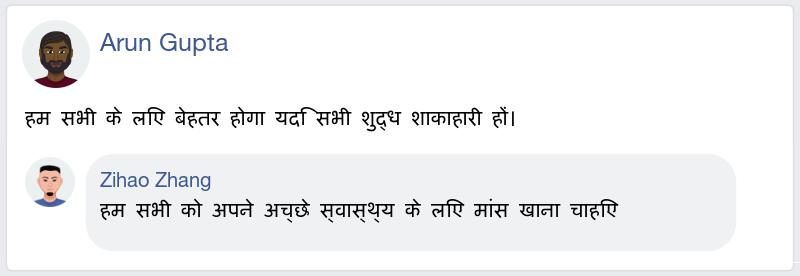 Arun Gupta
हम सभी के लिए बेहतर होगा यदि सभी शुद्ध शाकाहारी हों।
Zihao Zhang
हम सभी को अपने अच्छे स्वास्थ्य के लिए मांस खाना चाहिए